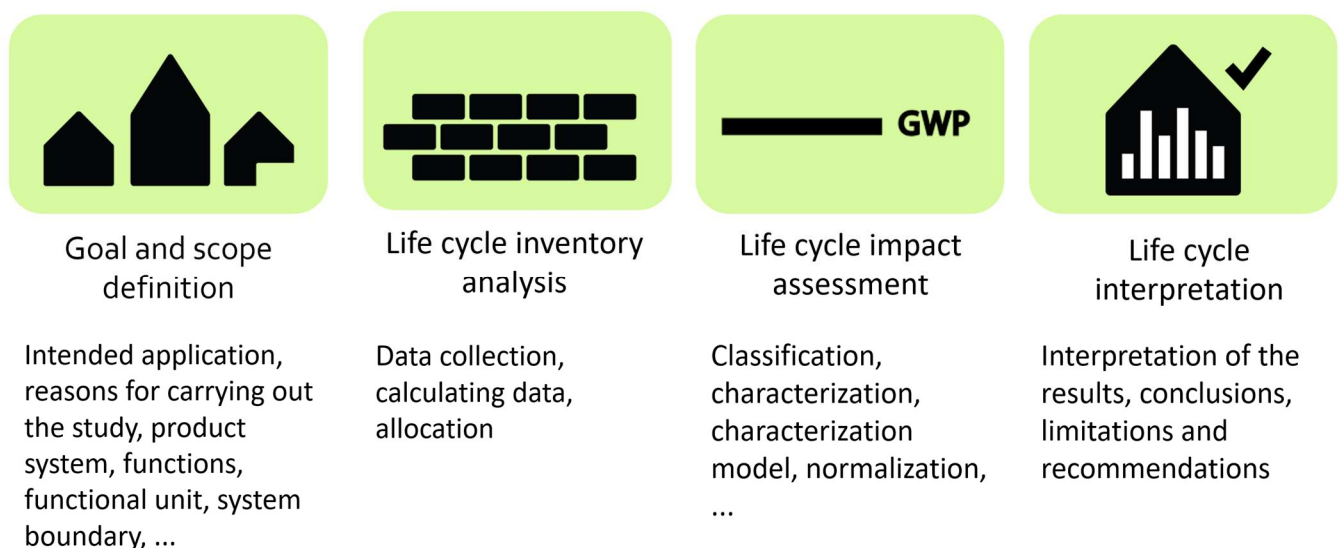 GWP
Goal and scope
definition
Intended application,
reasons for carrying out
the study, product
system, functions,
functional unit, system
boundary, ...
Life cycle inventory
analysis
Data collection,
calculating data,
allocation
Life cycle impact
assessment
Classification,
characterization,
characterization
model, normalization,
...
Life cycle
interpretation
Interpretation of the
results, conclusions,
limitations and
recommendations